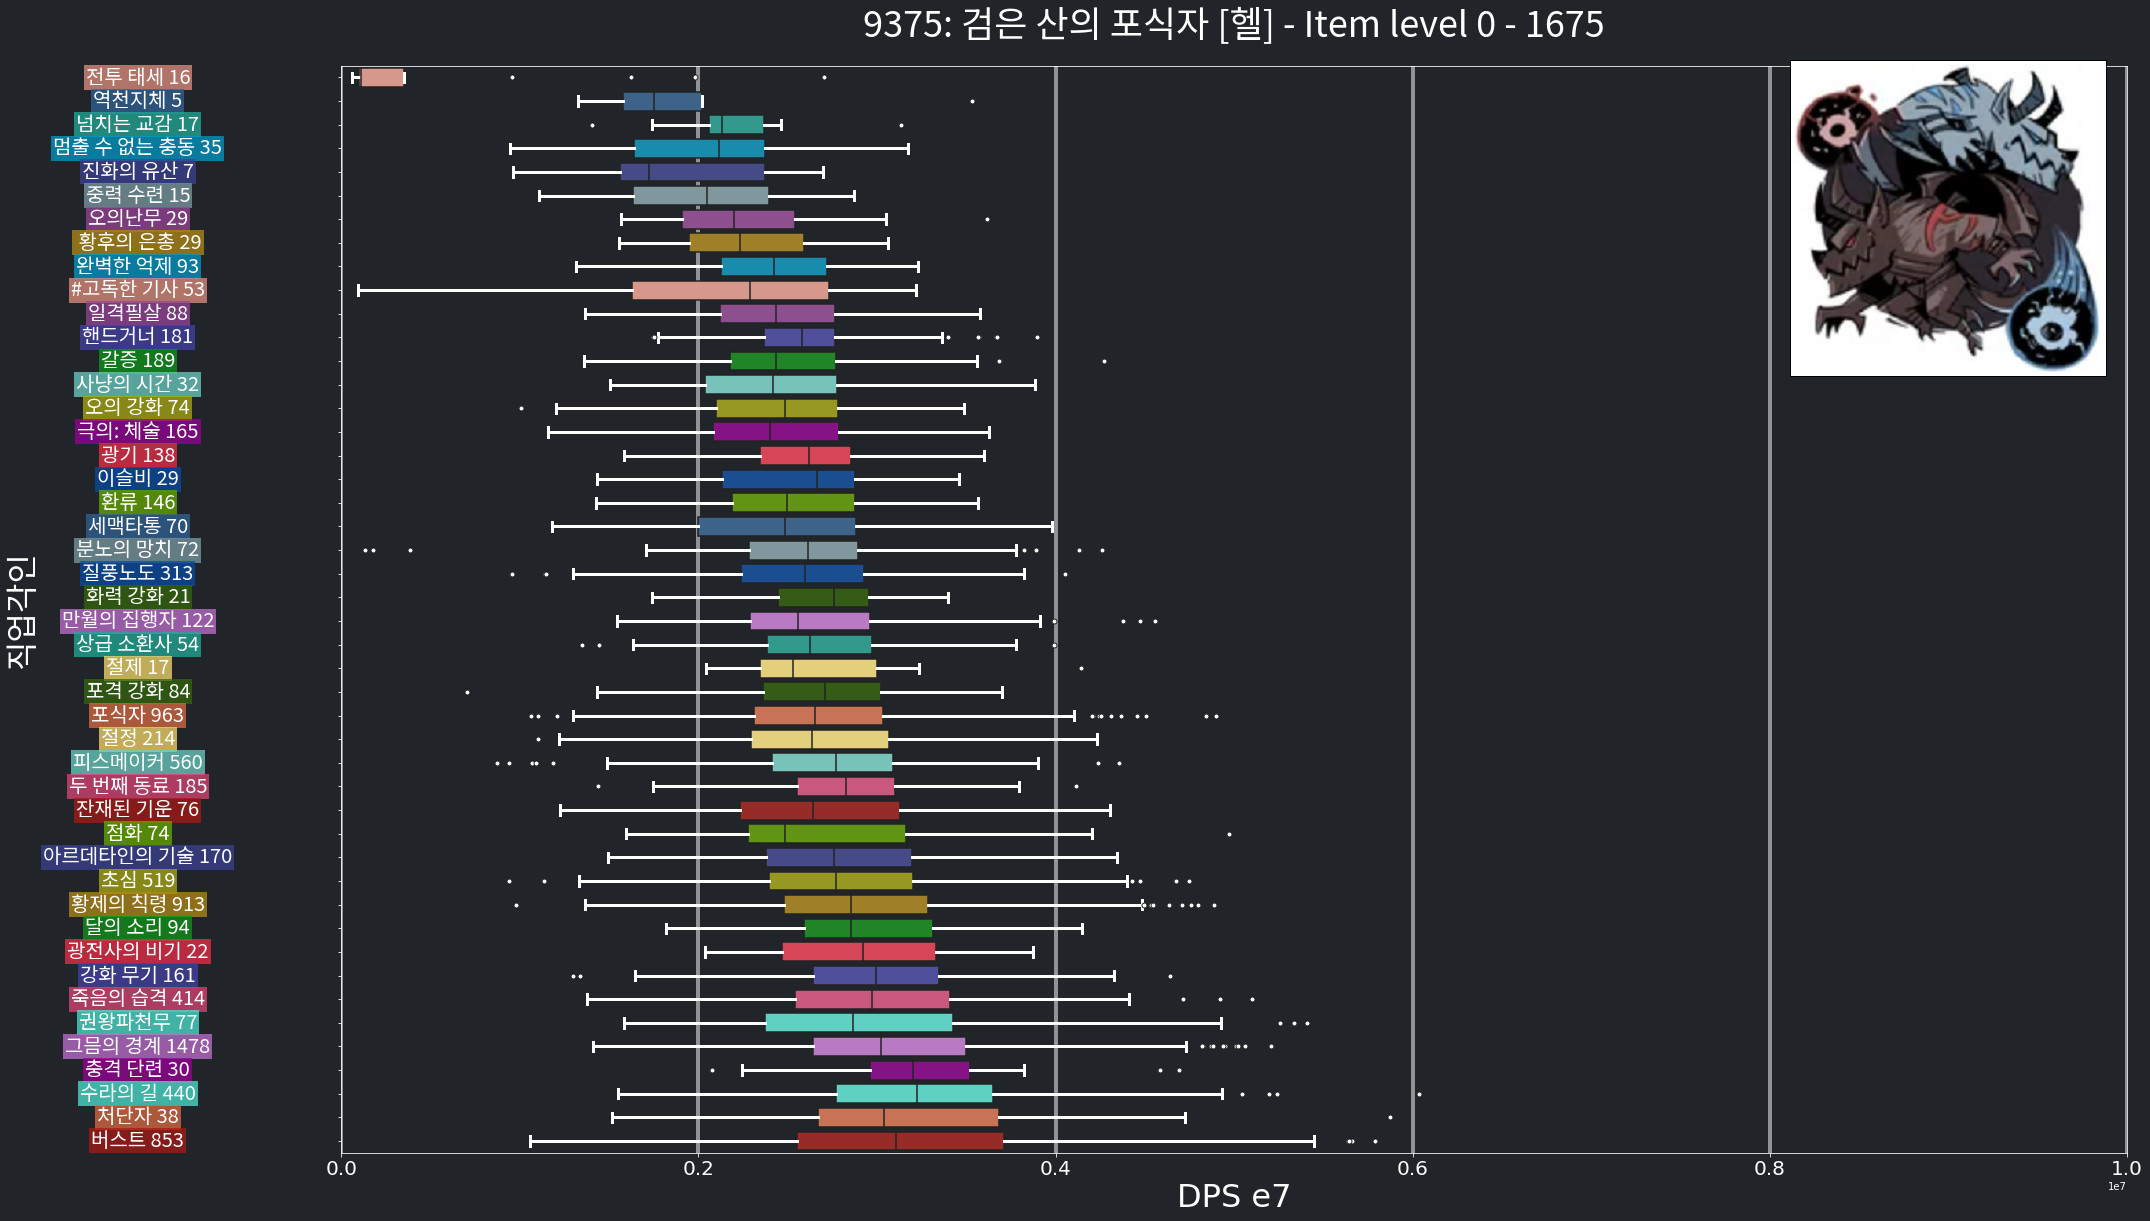 9375: 검은 산의 포식자 [헬] - Item level 0 - 1675
전투 태세 16
역천지체 5
넘치는 교감 17
멈출 수 없는 충동 35
진화의 유산 7
중력 수련 15
오의난무 29
황후의 은총 29
완벽한 억제 93
#고독한 기사 53
일격필살 88
핸드거너 181
갈증 189
사냥의 시간 32
오의 강화 74
극의: 체술 165
광기 138
이슬비 29
환류 146
세맥타통 70
분노의 망치 72
질풍노도 313
화력 강화 21
만월의 집행자 122
상급 소환사 54
절제 17
포격 강화 84
포식자 963
절정 214
피스메이커 560
두 번째 동료 185
잔재된 기운 76
점화 74
아르데타인의 기술 170
초심 519
황제의 칙령 913
달의 소리 94
광전사의 비기 22
강화 무기 161
죽음의 습격 414
권왕파천무 77
그믐의 경계 1478
충격 단련 30
수라의 길 440
처단자 38
버스트 853
직업각인
0.0 0.2 0.4 0.6 0.8 1.0
1e7
DPS e7